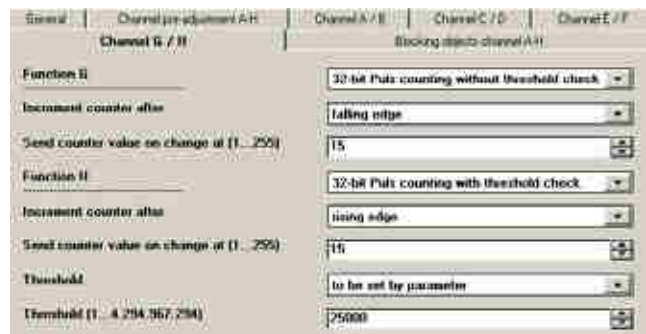 General Channel pre-adjustment A-H Channel A / B Channel C / D Channel E / F
Channel G / H Blocking objects channel A-H
Function G 32-bit Puls counting without threshold check
Increment counter after falling edge
Send counter value on change at (1...255) 15
Function H 32-bit Puls counting with threshold check
Increment counter after rising edge
Send counter value on change at (1...255) 15
Threshold to be set by parameter
Threshold (1...4.294.967.294) 25000